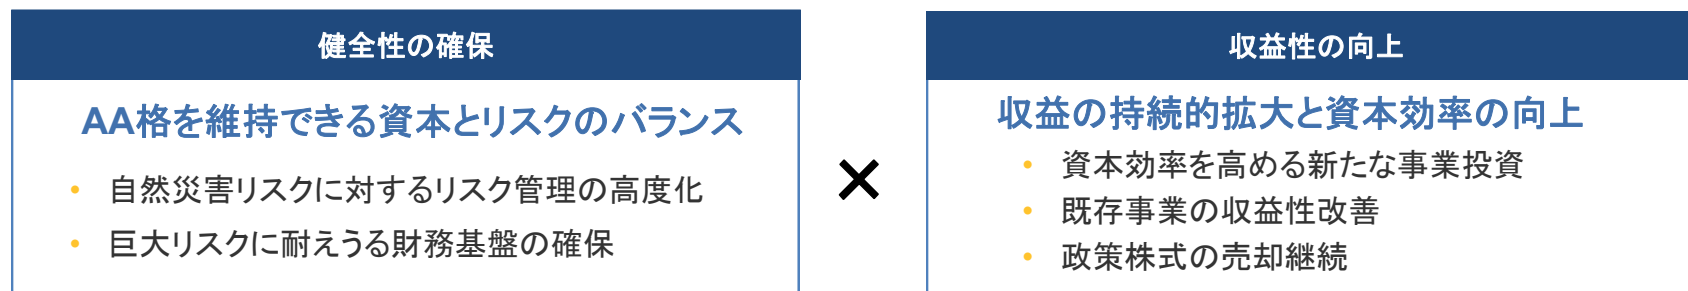 健全性の確保
AA格を維持できる資本とリスクのバランス
• 自然災害リスクに対するリスク管理の高度化
• 巨大リスクに耐えうる財務基盤の確保
×
収益性の向上
収益の持続的拡大と資本効率の向上
• 資本効率を高める新たな事業投資
• 既存事業の収益性改善
• 政策株式の売却継続